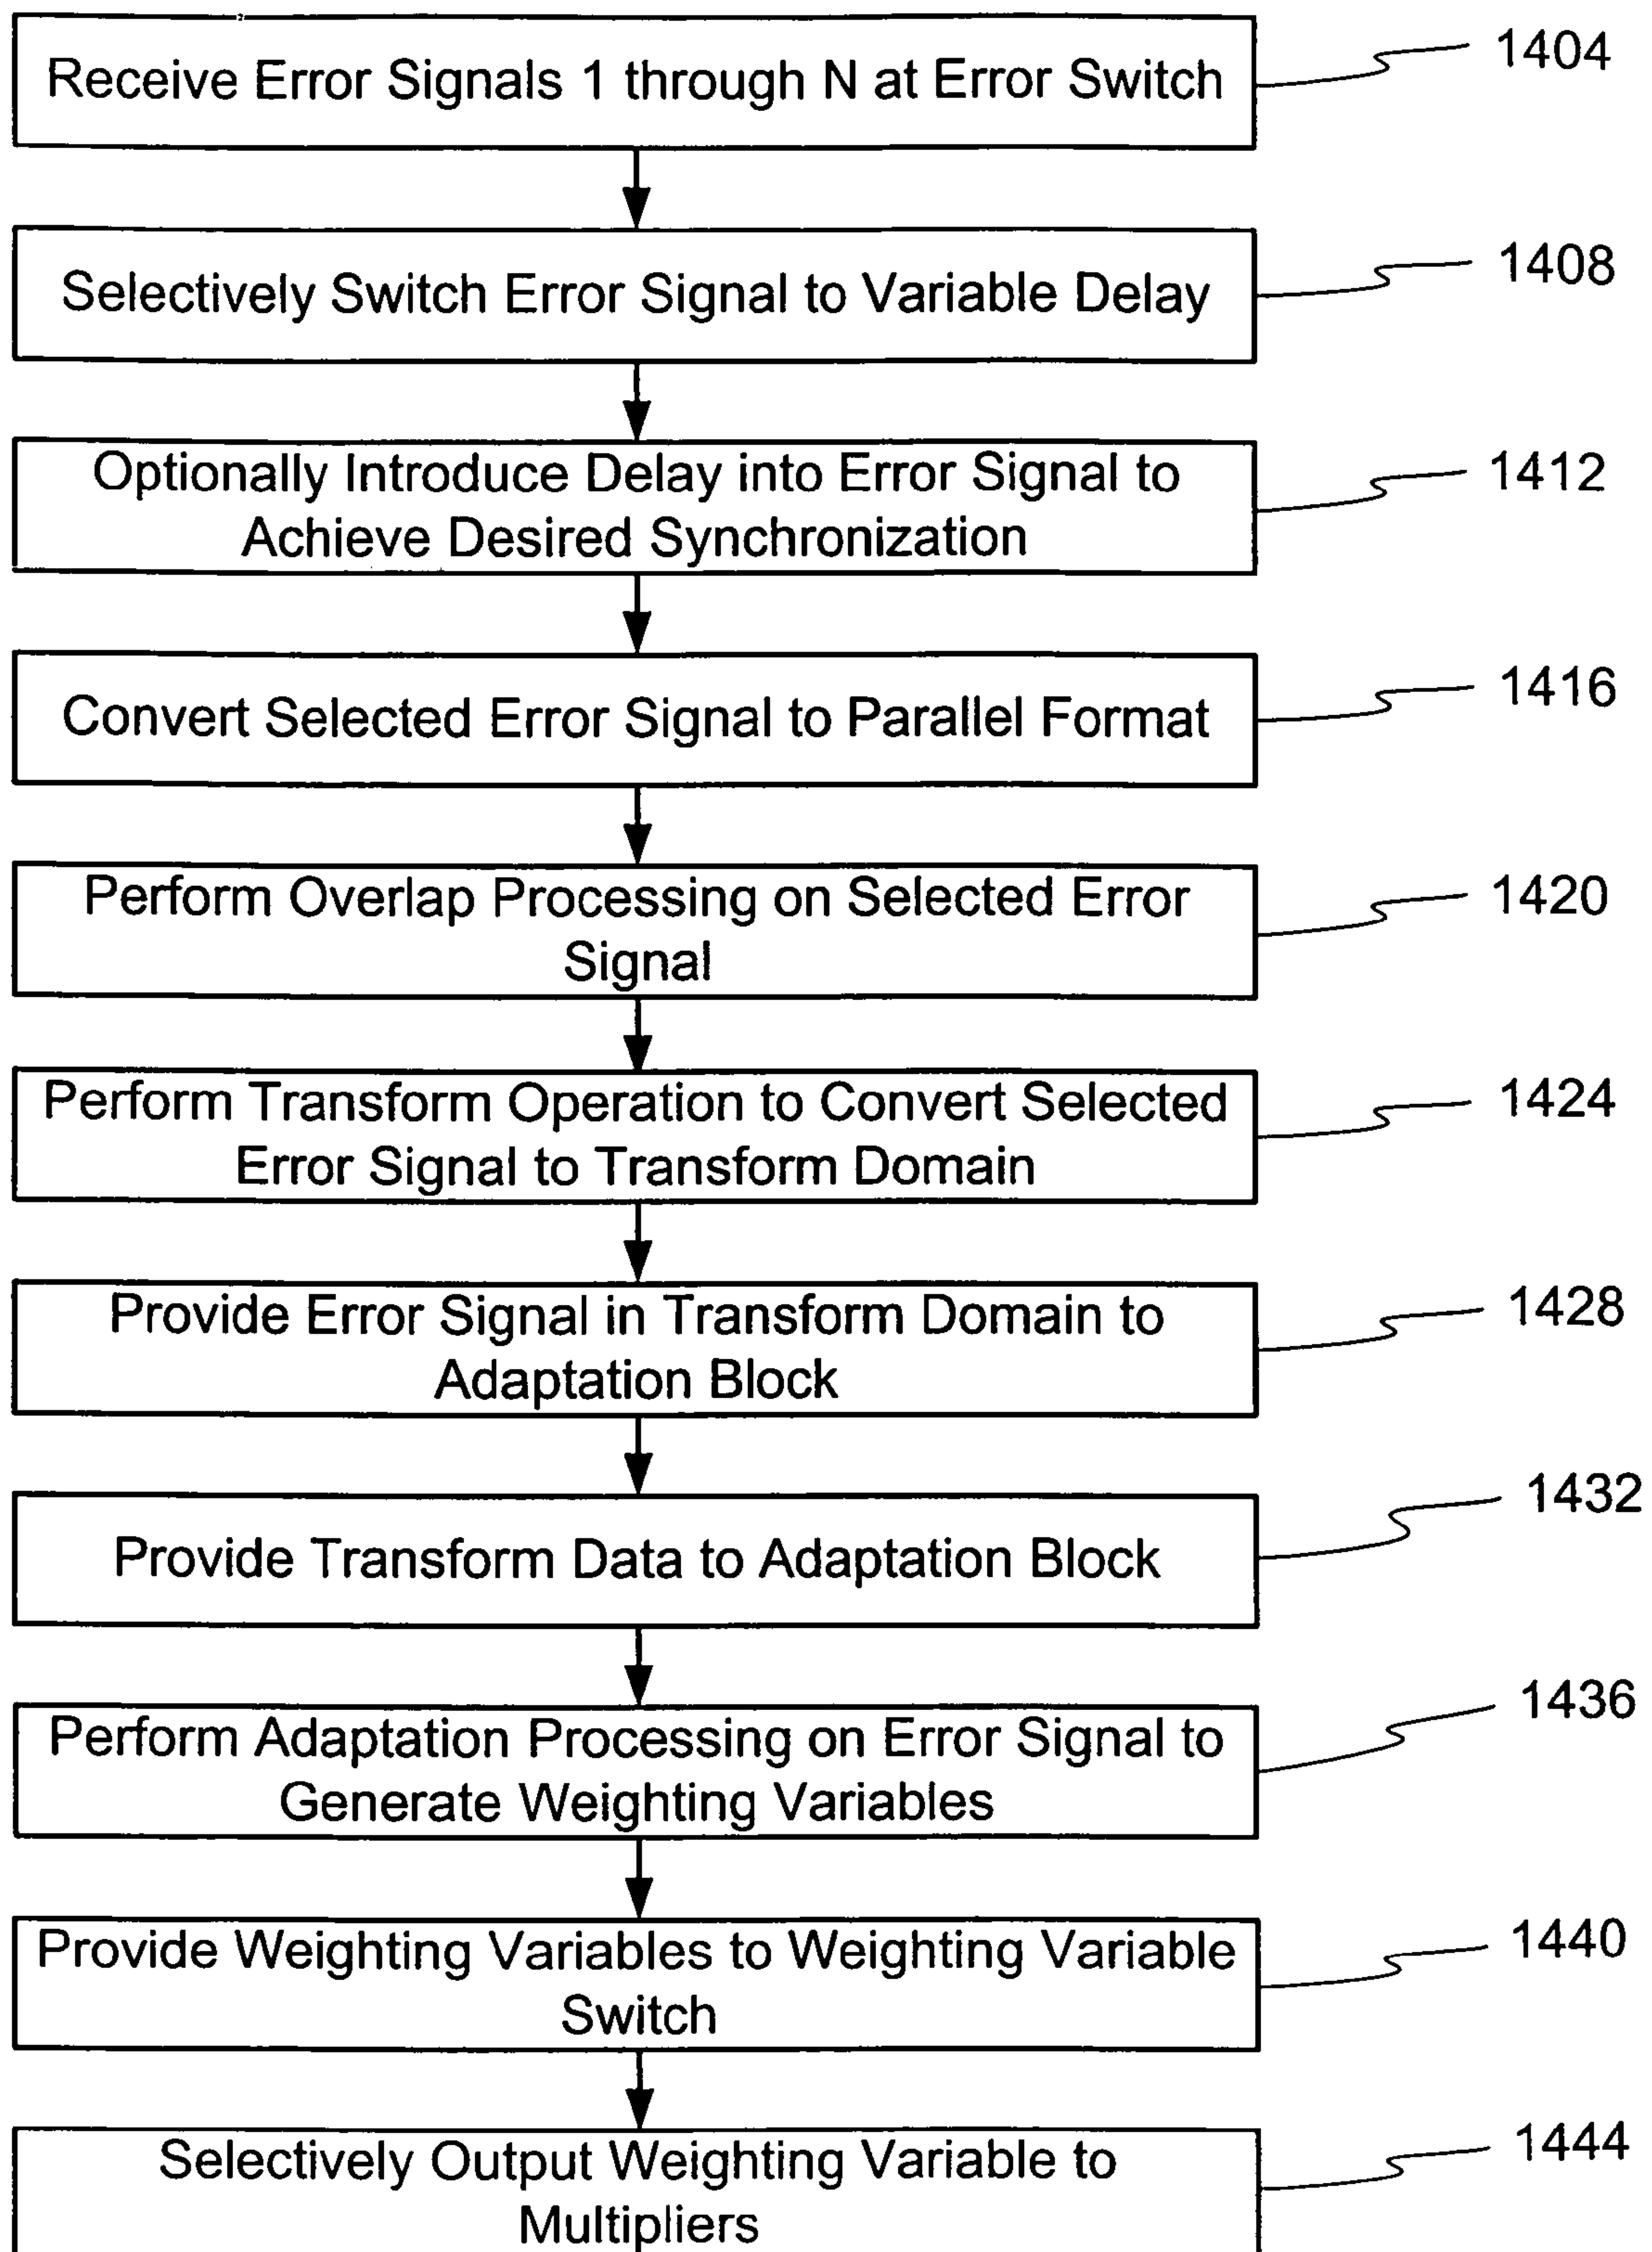 Receive Error Signals 1 through N at Error Switch
1404
Selectively Switch Error Signal to Variable Delay
1408
Optionally Introduce Delay into Error Signal to
Achieve Desired Synchronization
1412
Convert Selected Error Signal to Parallel Format
1416
Perform Overlap Processing on Selected Error
Signal
1420
Perform Transform Operation to Convert Selected
Error Signal to Transform Domain
1424
Provide Error Signal in Transform Domain to
Adaptation Block
1428
Provide Transform Data to Adaptation Block
1432
Perform Adaptation Processing on Error Signal to
Generate Weighting Variables
1436
Provide Weighting Variables to Weighting Variable
Switch
1440
Selectively Output Weighting Variable to
Multipliers
1444